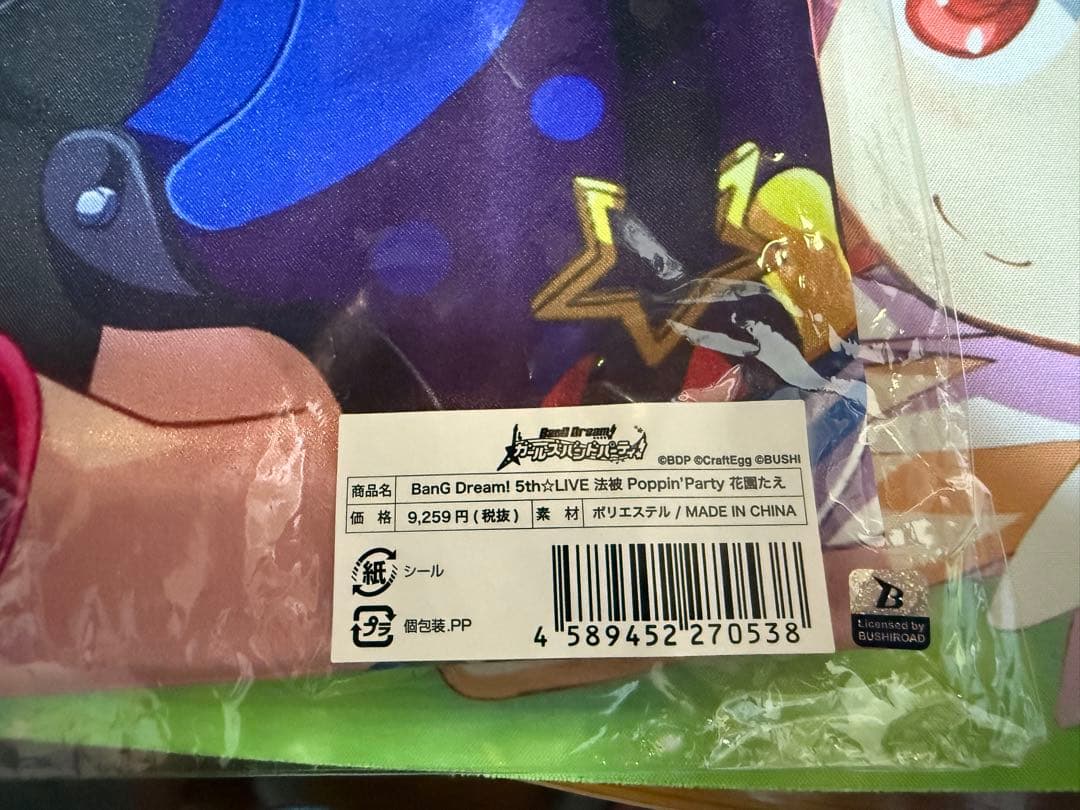 BanG Dream!
ガールズバンドパーティ!
©BDP ©CraftEgg ©BUSHI
商品名 BanG Dream! 5th☆LIVE 法被 Poppin'Party 花園たえ
価 格 9,259円(税抜) 素 材 ポリエステル / MADE IN CHINA
紙 シール
プラ 個包装.PP
4 589452 270538
B
Licensed by
BUSHIROAD